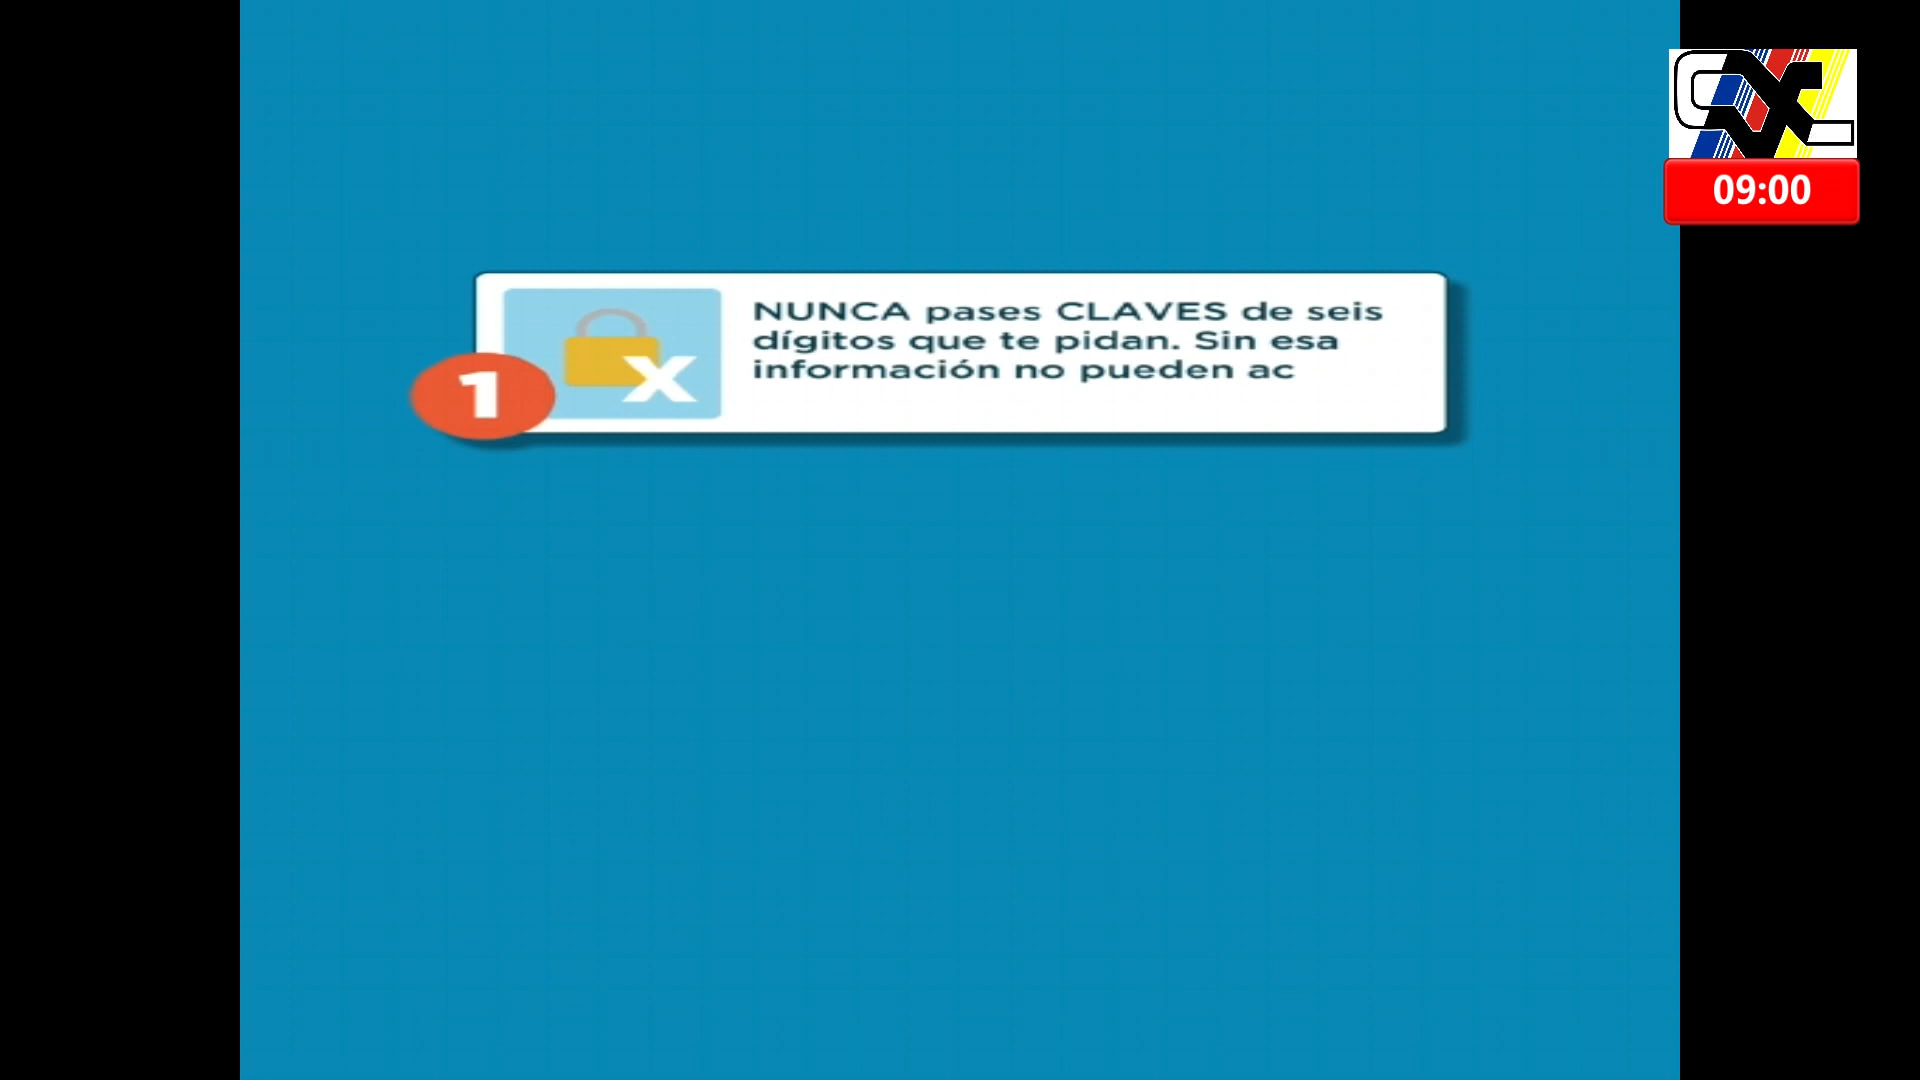 09:00
NUNCA pases CLAVES de seis
dígitos que te pidan. Sin esa
información no pueden ac
1
X